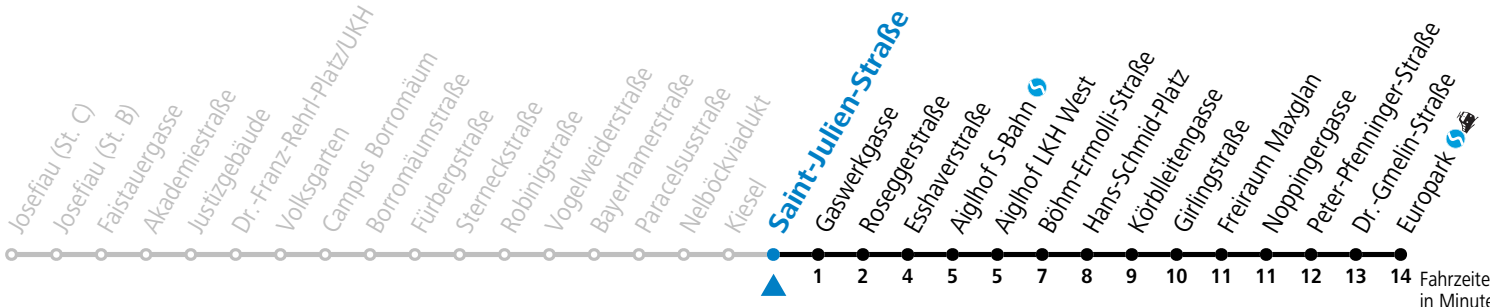 Josefiau (St. C)
Josefiau (St. B)
Faistauergasse
Akademiestraße
Justizgebäude
Dr.-Franz-Rehrl-Platz/UKH
Volksgarten
Campus Borromäum
Borromäumstraße
Fürbergstraße
Sterneckstraße
Robinigstraße
Vogelweiderstraße
Bayerhamerstraße
Paracelsusstraße
Nelböckviadukt
Kiesel
Saint-Julien-Straße
Gaswerkgasse
Roseggerstraße
Esshaverstraße
Aiglhof S-Bahn
Aiglhof LKH West
Böhm-Ermolli-Straße
Hans-Schmid-Platz
Körblleitengasse
Girlingstraße
Freiraum Maxglan
Noppingergasse
Peter-Pfenninger-Straße
Dr.-Gmelin-Straße
Europark
1 2 4 5 5 7 8 9 10 11 11 12 13 14 Fahrzeite
in Minute